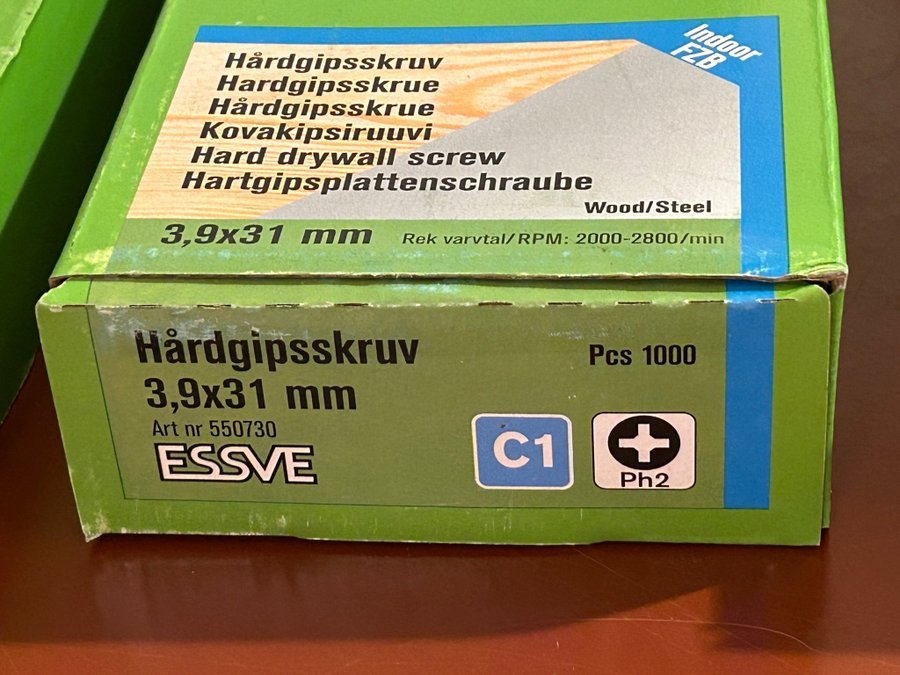 Indoor
FZB
Hårdgipsskruv
Hardgipsskrue
Hårdgipsskrue
Kovakipsiruuvi
Hard drywall screw
Hartgipsplattenschraube
Wood/Steel
3,9x31 mm Rek varvtal/RPM: 2000-2800/min
Hårdgipsskruv
3,9x31 mm
Pcs 1000
Art nr 550730
ESSVE
C1
Ph2